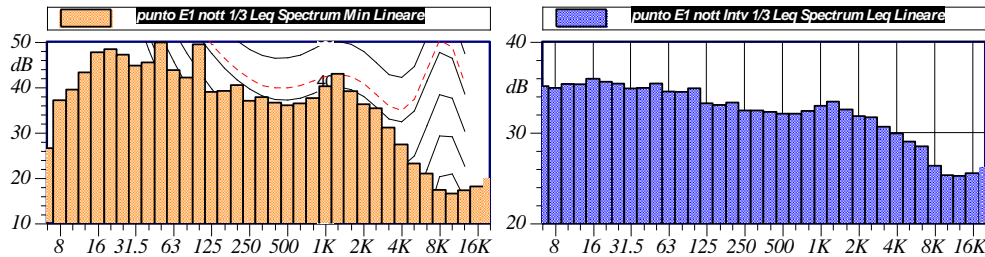 punto E1 nott 1/3 Leq Spectrum Min Lineare
50
dB
40
30
20
10
40
8 16 31.5 63 125 250 500 1K 2K 4K 8K 16K
punto E1 nott Intv 1/3 Leq Spectrum Leq Lineare
40
dB
30
20
8 16 31.5 63 125 250 500 1K 2K 4K 8K 16K